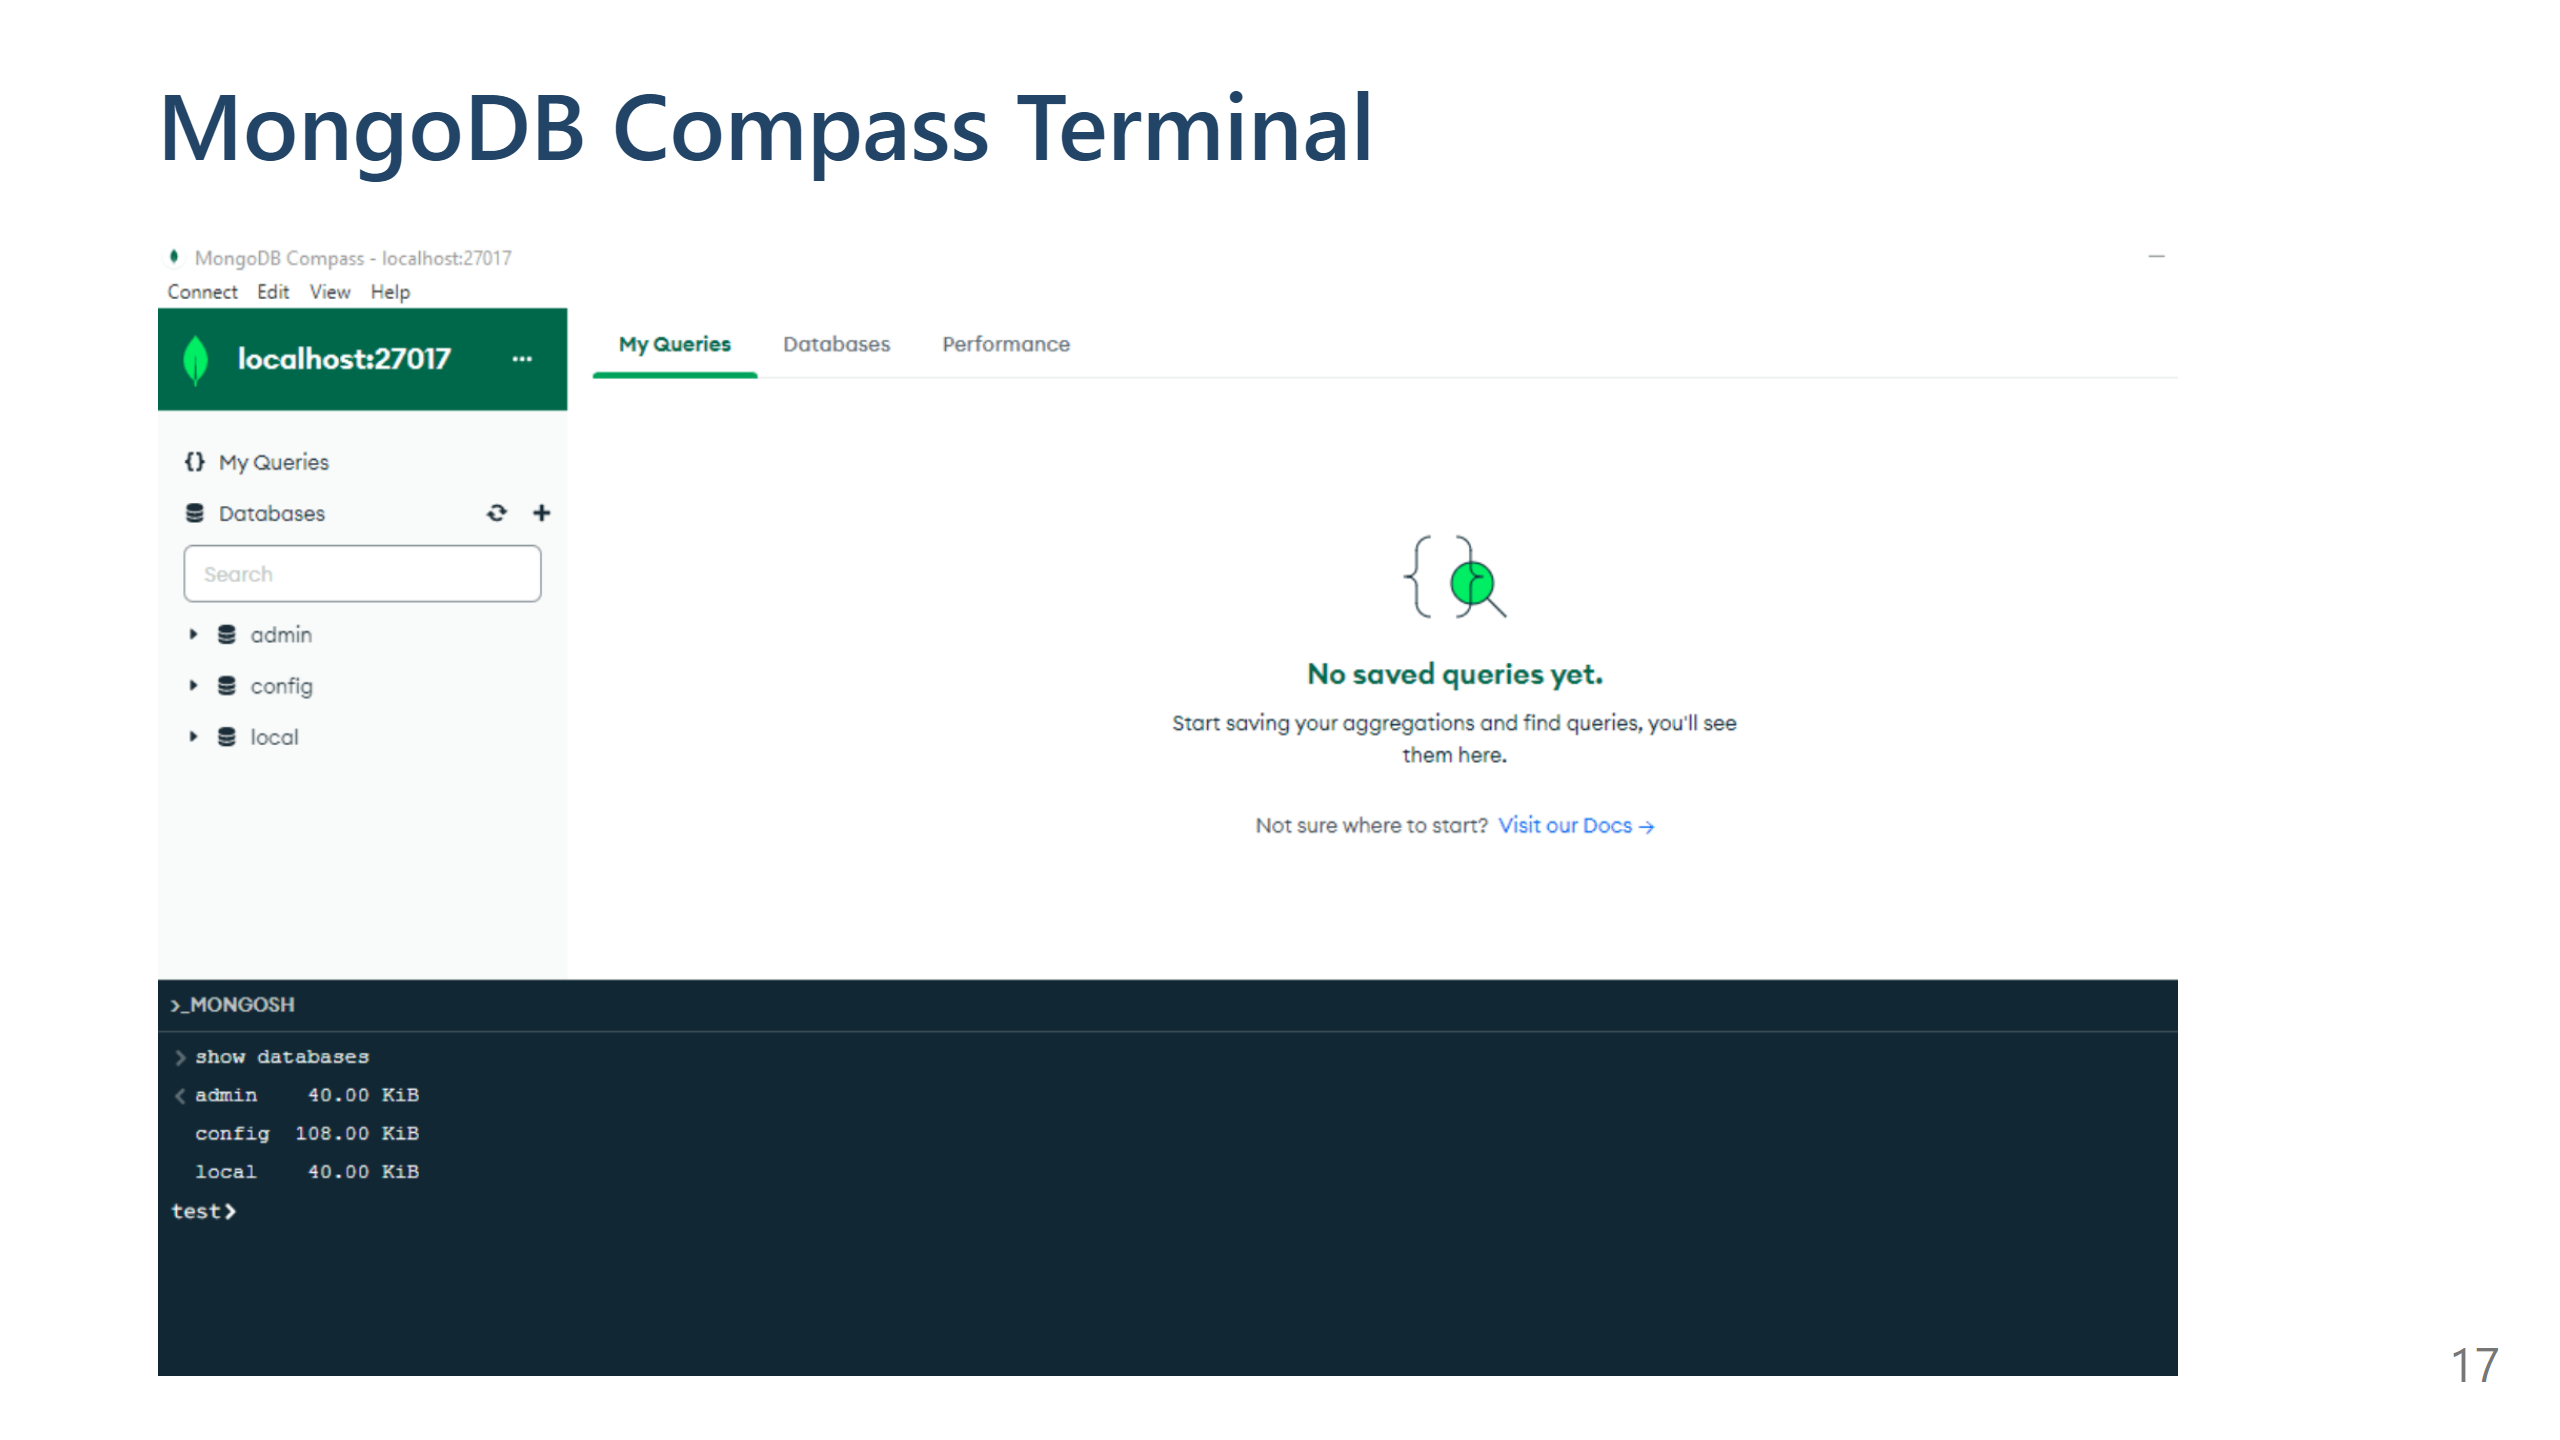 MongoDB Compass Terminal
MongoDB Compass - localhost:27017
Connect Edit View Help
localhost:27017 ...
My Queries Databases Performance
{} My Queries
Databases
Search
admin
config
local
No saved queries yet.
Start saving your aggregations and find queries, you'll see
them here.
Not sure where to start? Visit our Docs →
>_MONGOSH
> show databases
< admin 40.00 KiB
config 108.00 KiB
local 40.00 KiB
test>
17